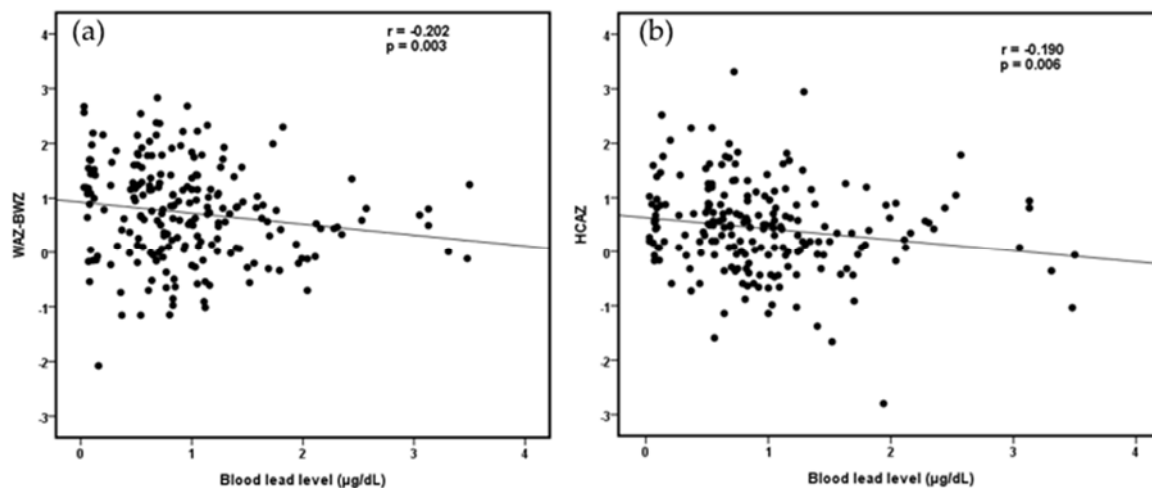 (a)
r = -0.202
p = 0.003
4
3
2
1
0
-1
-2
-3
WAZ-BWZ
0 1 2 3 4
Blood lead level (µg/dL)
(b)
r = -0.190
p = 0.006
4
3
2
1
0
-1
-2
-3
HCAZ
0 1 2 3 4
Blood lead level (µg/dL)